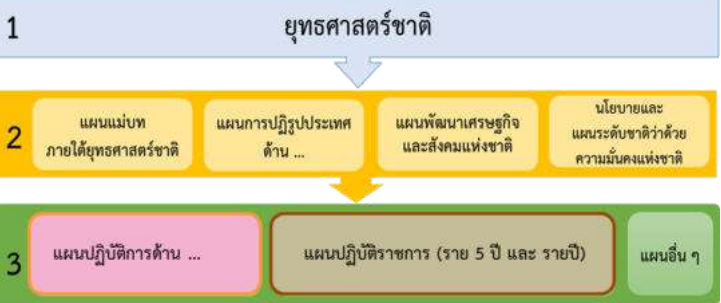 1
ยุทธศาสตร์ชาติ
2
แผนแม่บท
ภายใต้ยุทธศาสตร์ชาติ
แผนการปฏิรูปประเทศ
ด้าน ...
แผนพัฒนาเศรษฐกิจ
และสังคมแห่งชาติ
นโยบายและ
แผนระดับชาติว่าด้วย
ความมั่นคงแห่งชาติ
3
แผนปฏิบัติการด้าน ...
แผนปฏิบัติราชการ (ราย 5 ปี และ รายปี)
แผนอื่น ๆ